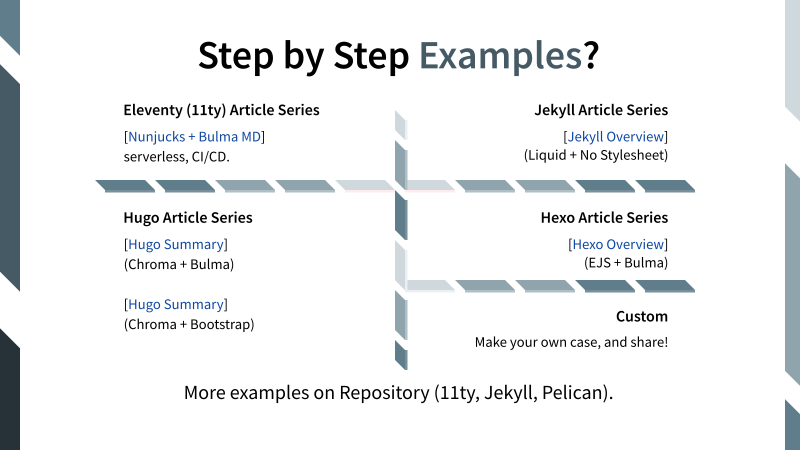 Step by Step Examples?
Eleventy (11ty) Article Series
[Nunjucks + Bulma MD]
serverless, CI/CD.
Jekyll Article Series
[Jekyll Overview]
(Liquid + No Stylesheet)
Hugo Article Series
[Hugo Summary]
(Chroma + Bulma)
[Hugo Summary]
(Chroma + Bootstrap)
Hexo Article Series
[Hexo Overview]
(EJS + Bulma)
Custom
Make your own case, and share!
More examples on Repository (11ty, Jekyll, Pelican).